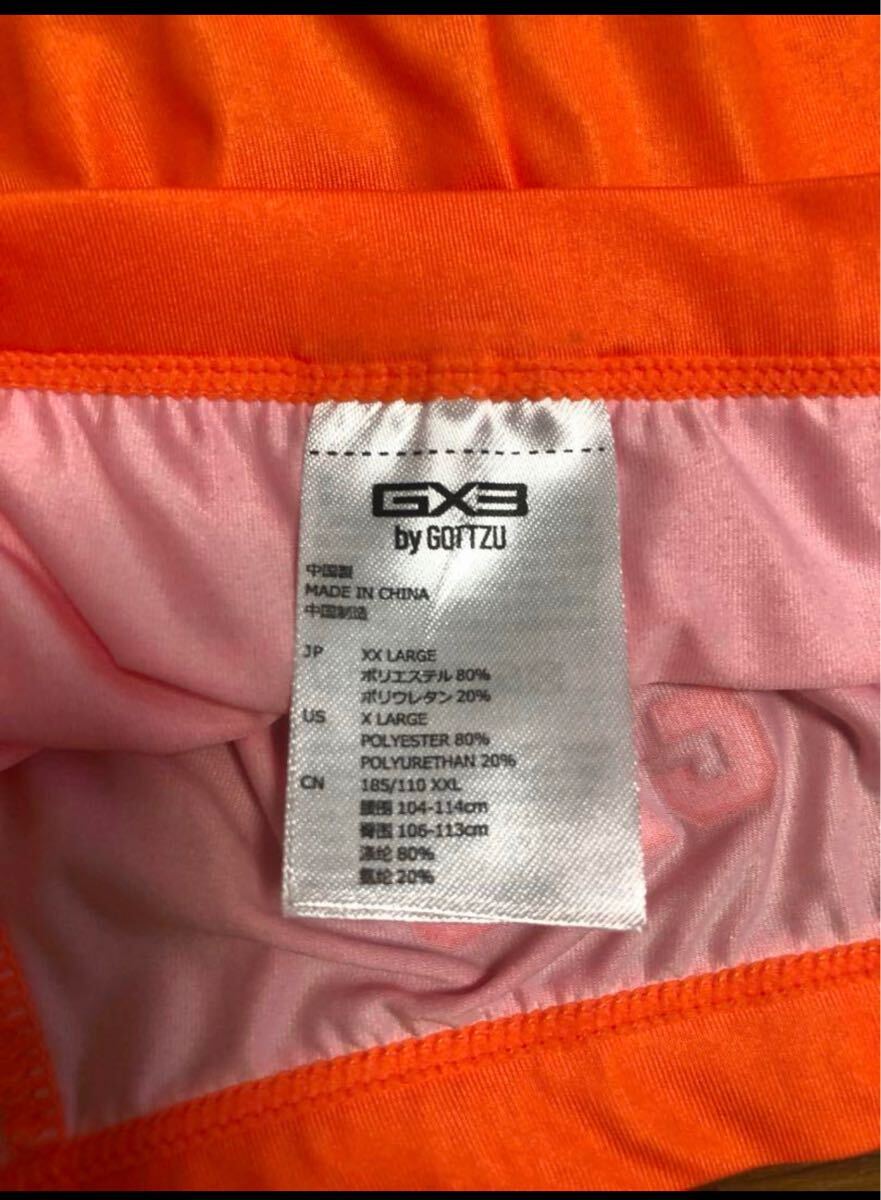 GX3
by GOTTZU
中国製
MADE IN CHINA
中国制造
JP XX LARGE
ポリエステル 80%
ポリウレタン 20%
US X LARGE
POLYESTER 80%
POLYURETHAN 20%
CN 185/110 XXL
腰围 104-114cm
臀围 106-113cm
涤纶 80%
氨纶 20%
G